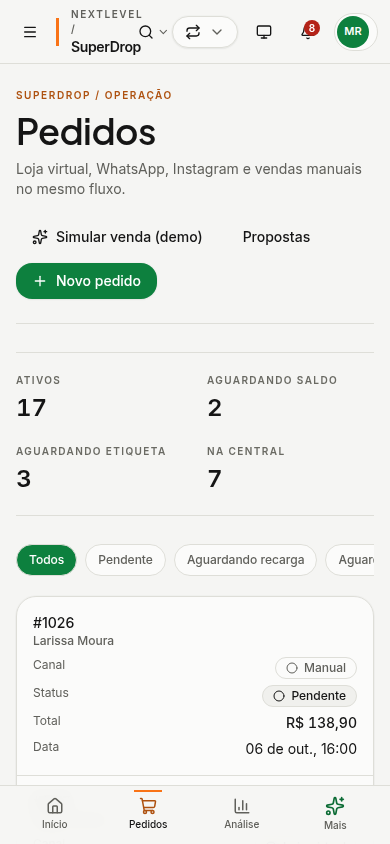 NEXTLEVEL
/
SuperDrop
8
MR
SUPERDROP / OPERAÇÃO
Pedidos
Loja virtual, WhatsApp, Instagram e vendas manuais
no mesmo fluxo.
Simular venda (demo)
Propostas
Novo pedido
ATIVOS
AGUARDANDO SALDO
17
2
AGUARDANDO ETIQUETA
NA CENTRAL
3
7
Todos
Pendente
Aguardando recarga
Aguar
#1026
Larissa Moura
Canal
Manual
Status
Pendente
Total
R$ 138,90
Data
06 de out., 16:00
Início
Pedidos
Análise
Mais